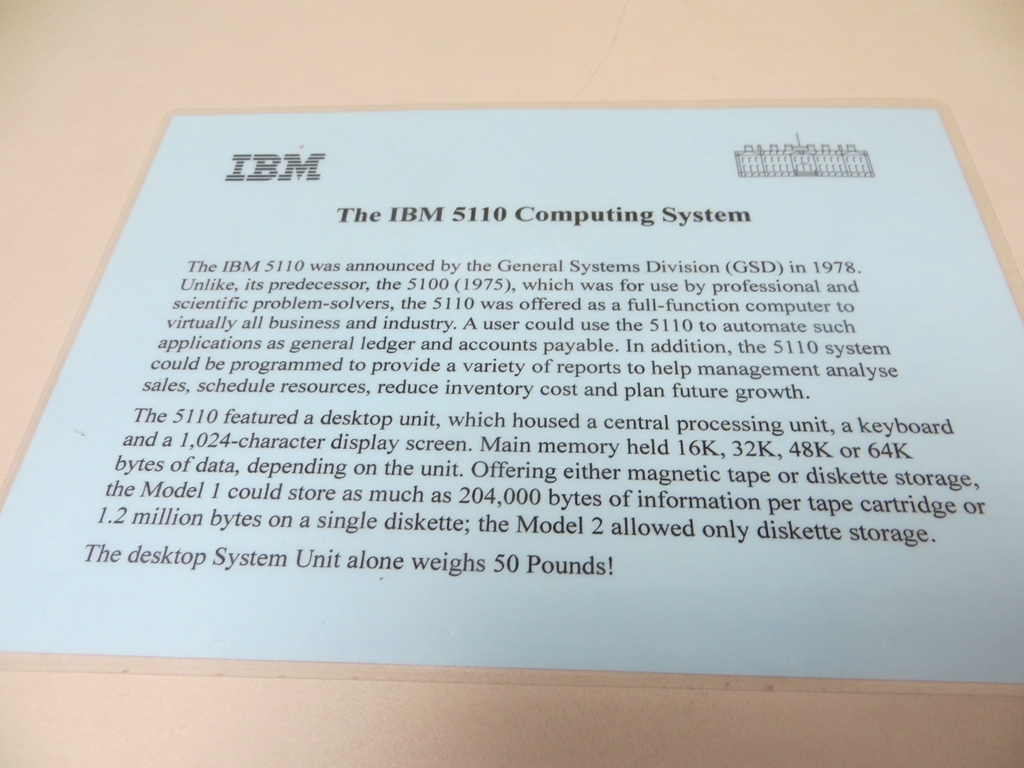 IBM
The IBM 5110 Computing System
The IBM 5110 was announced by the General Systems Division (GSD) in 1978.
Unlike, its predecessor, the 5100 (1975), which was for use by professional and
scientific problem-solvers, the 5110 was offered as a full-function computer to
virtually all business and industry. A user could use the 5110 to automate such
applications as general ledger and accounts payable. In addition, the 5110 system
could be programmed to provide a variety of reports to help management analyse
sales, schedule resources, reduce inventory cost and plan future growth.
The 5110 featured a desktop unit, which housed a central processing unit, a keyboard
and a 1,024-character display screen. Main memory held 16K, 32K, 48K or 64K
bytes of data, depending on the unit. Offering either magnetic tape or diskette storage,
the Model 1 could store as much as 204,000 bytes of information per tape cartridge or
1.2 million bytes on a single diskette; the Model 2 allowed only diskette storage.
The desktop System Unit alone weighs 50 Pounds!